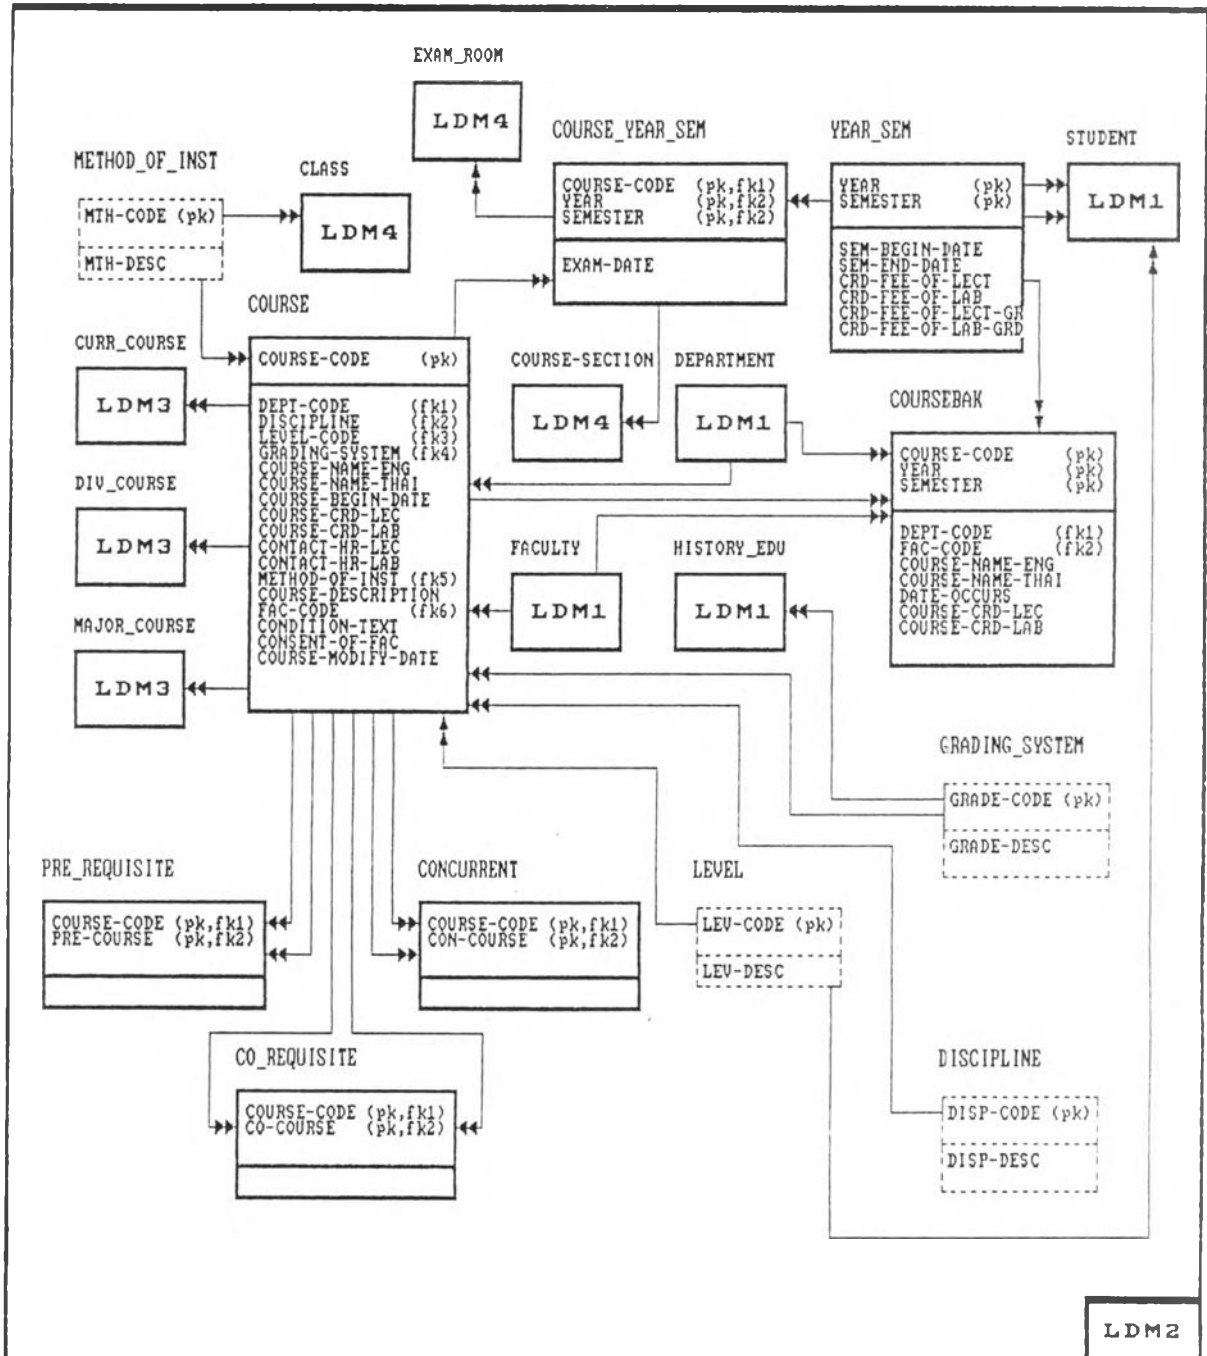 EXAM_ROOM
LDM4
COURSE_YEAR_SEM
YEAR_SEM
STUDENT
METHOD_OF_INST
CLASS
COURSE-CODE (pk,fk1)
YEAR (pk,fk2)
SEMESTER (pk,fk2)
EXAM-DATE
YEAR (pk)
SEMESTER (pk)
SEM-BEGIN-DATE
SEM-END-DATE
CRD-FEE-OF-LECT
CRD-FEE-OF-LAB
CRD-FEE-OF-LECT-GR
CRD-FEE-OF-LAB-GRD
LDM1
MTH-CODE (pk)
MTH-DESC
LDM4
COURSE
CURR_COURSE
LDM3
COURSE-CODE (pk)
DEPT-CODE (fk1)
DISCIPLINE (fk2)
LEVEL-CODE (fk3)
GRADING-SYSTEM (fk4)
COURSE-NAME-ENG
COURSE-NAME-THAI
COURSE-BEGIN-DATE
COURSE-CRD-LEC
COURSE-CRD-LAB
CONTACT-HR-LEC
CONTACT-HR-LAB
METHOD-OF-INST (fk5)
COURSE-DESCRIPTION
FAC-CODE (fk6)
CONDITION-TEXT
CONSENT-OF-FAC
COURSE-MODIFY-DATE
COURSE-SECTION
LDM4
DEPARTMENT
LDM1
COURSEBAK
COURSE-CODE (pk)
YEAR (pk)
SEMESTER (pk)
DEPT-CODE (fk1)
FAC-CODE (fk2)
COURSE-NAME-ENG
COURSE-NAME-THAI
DATE-OCCURS
COURSE-CRD-LEC
COURSE-CRD-LAB
DIV_COURSE
LDM3
FACULTY
LDM1
HISTORY_EDU
LDM1
MAJOR_COURSE
LDM3
GRADING_SYSTEM
GRADE-CODE (pk)
GRADE-DESC
PRE_REQUISITE
COURSE-CODE (pk,fk1)
PRE-COURSE (pk,fk2)
CONCURRENT
COURSE-CODE (pk,fk1)
CON-COURSE (pk,fk2)
LEVEL
LEV-CODE (pk)
LEV-DESC
CO_REQUISITE
COURSE-CODE (pk,fk1)
CO-COURSE (pk,fk2)
DISCIPLINE
DISP-CODE (pk)
DISP-DESC
LDM2